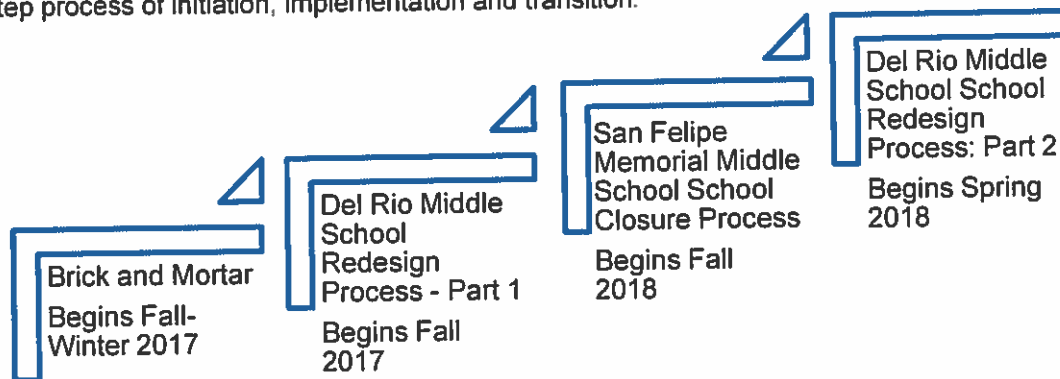 step process of initiation, implementation and transition.
Brick and Mortar
Begins Fall-
Winter 2017
Del Rio Middle
School
Redesign
Process - Part 1
Begins Fall
2017
San Felipe
Memorial Middle
School School
Closure Process
Begins Fall
2018
Del Rio Middle
School School
Redesign
Process: Part 2
Begins Spring
2018